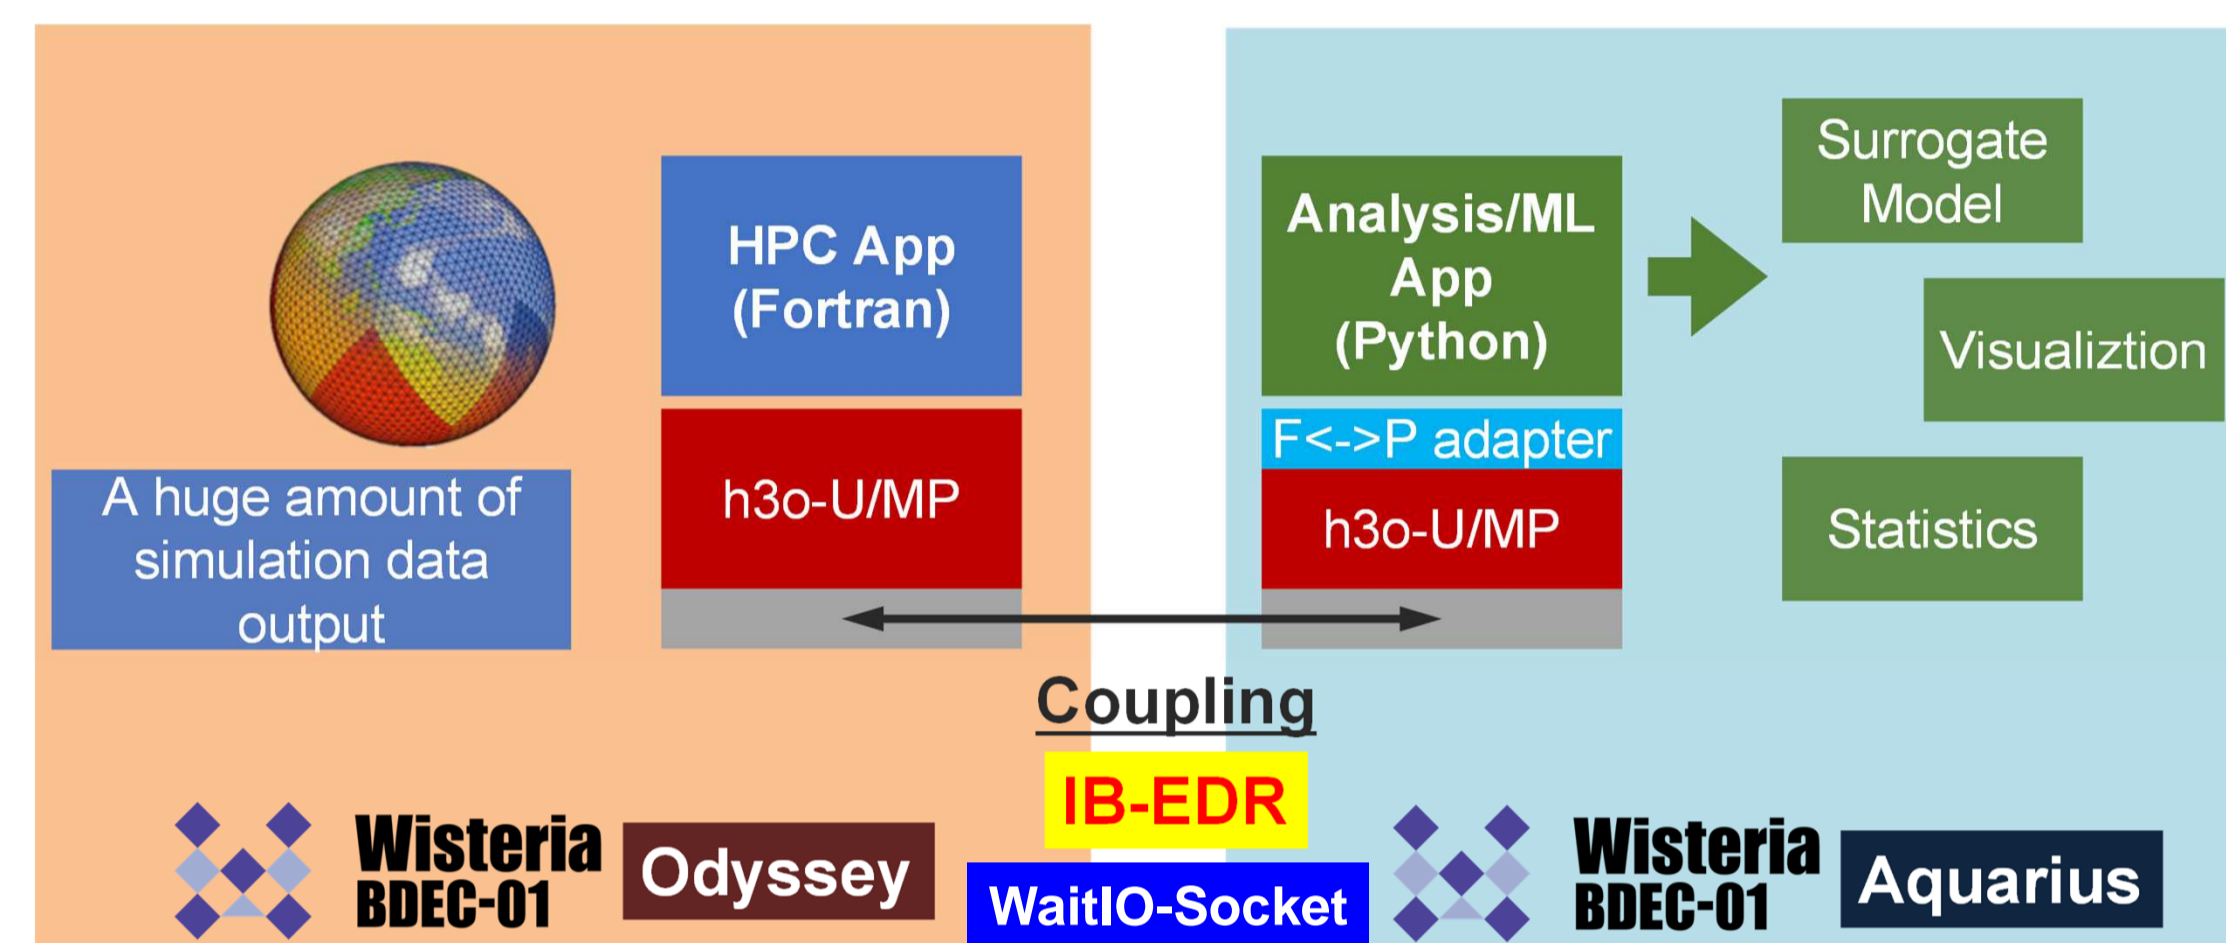 A huge amount of
simulation data
output
HPC App
(Fortran)
h3o-U/MP
Analysis/ML
App
(Python)
F<->P adapter
h3o-U/MP
Surrogate
Model
Visualiztion
Statistics
Coupling
IB-EDR
WaitIO-Socket
Wisteria
BDEC-01
Odyssey
Wisteria
BDEC-01
Aquarius